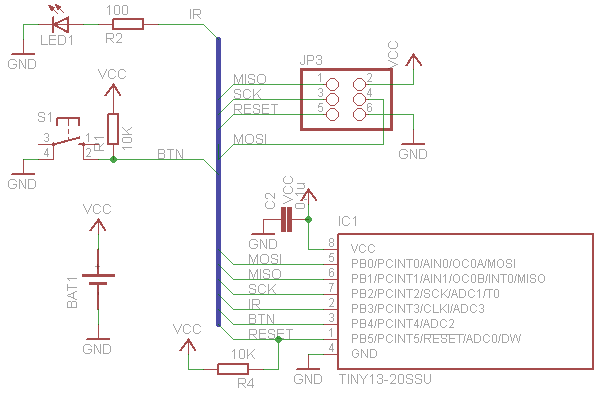 100
IR
LED1
R2
GND
VCC
JP3
VCC
MISO
1
2
SCK
3
4
RESET
5
6
MOSI
GND
S1
3
1
4
2
R1
10K
BTN
GND
C2
VCC
0.1u
GND
IC1
VCC
BAT1
GND
8
VCC
MOSI
5
PB0/PCINT0/AIN0/OC0A/MOSI
MISO
6
PB1/PCINT1/AIN1/OC0B/INT0/MISO
SCK
7
PB2/PCINT2/SCK/ADC1/T0
IR
2
PB3/PCINT3/CLKI/ADC3
BTN
3
PB4/PCINT4/ADC2
RESET
1
PB5/PCINT5/RESET/ADC0/DW
4
GND
VCC
10K
R4
GND
TINY13-20SSU